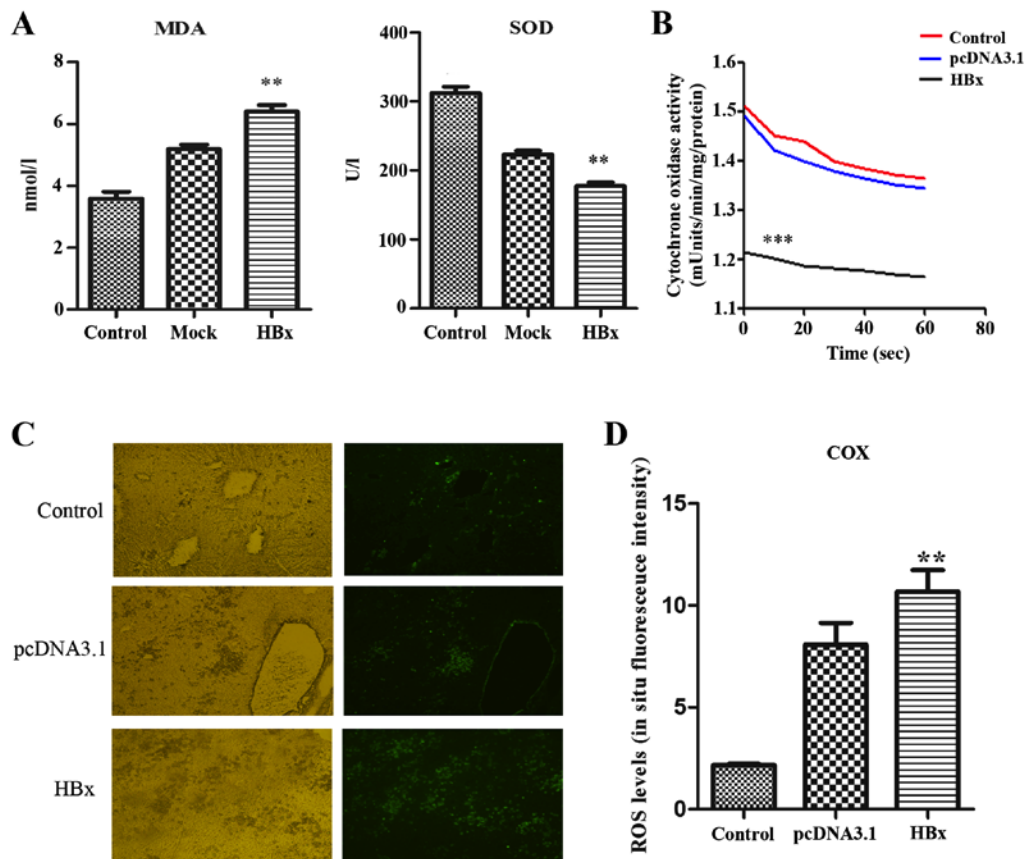 A
MDA
nmol/l
8
6
4
2
0
**
Control Mock HBx
SOD
U/l
400
300
200
100
0
**
Control Mock HBx
B
Control
pcDNA3.1
HBx
Cytochrone oxidase activity
(mUnits/min/mg/protein)
1.6
1.5
1.4
1.3
1.2
1.1
***
0 20 40 60 80
Time (sec)
C
Control
pcDNA3.1
HBx
D
COX
ROS levels (in situ fluoresceuce intensity)
15
10
5
0
**
Control pcDNA3.1 HBx